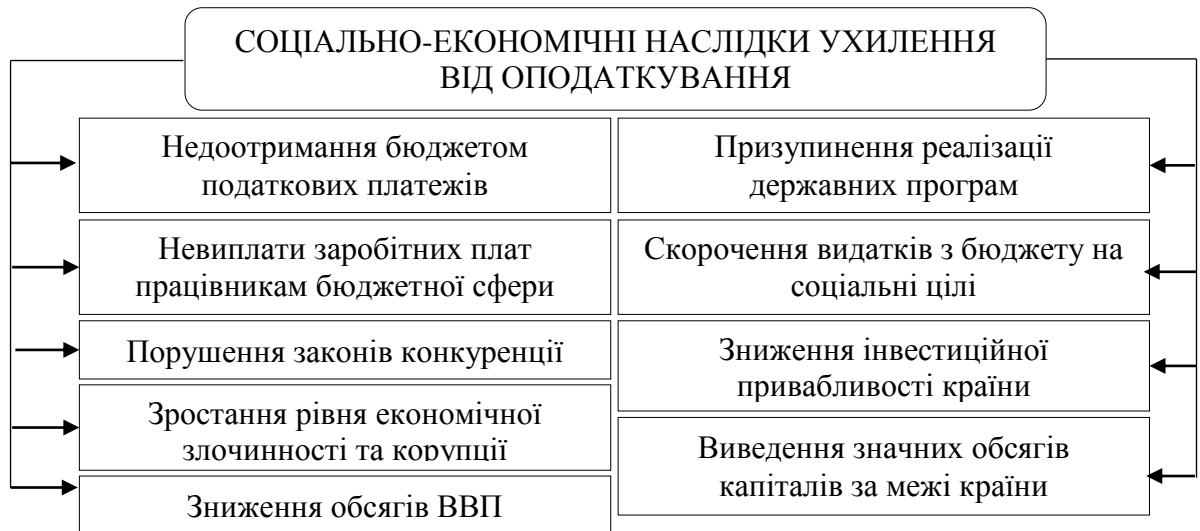 СОЦІАЛЬНО-ЕКОНОМІЧНІ НАСЛІДКИ УХИЛЕННЯ
ВІД ОПОДАТКУВАННЯ
Недоотримання бюджетом
податкових платежів
Невиплати заробітних плат
працівникам бюджетної сфери
Порушення законів конкуренції
Зростання рівня економічної
злочинності та корупції
Зниження обсягів ВВП
Призупинення реалізації
державних програм
Скорочення видатків з бюджету на
соціальні цілі
Зниження інвестиційної
привабливості країни
Виведення значних обсягів
капіталів за межі країни